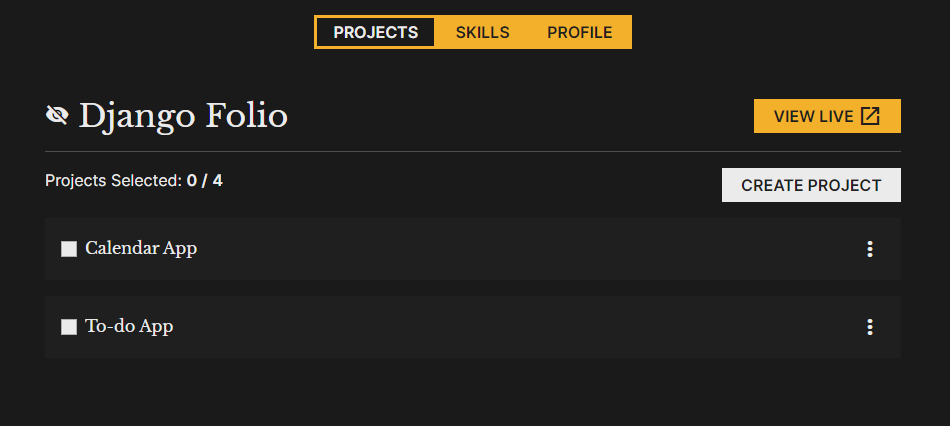 PROJECTS SKILLS PROFILE
Django Folio
VIEW LIVE
Projects Selected: 0 / 4
CREATE PROJECT
Calendar App
To-do App